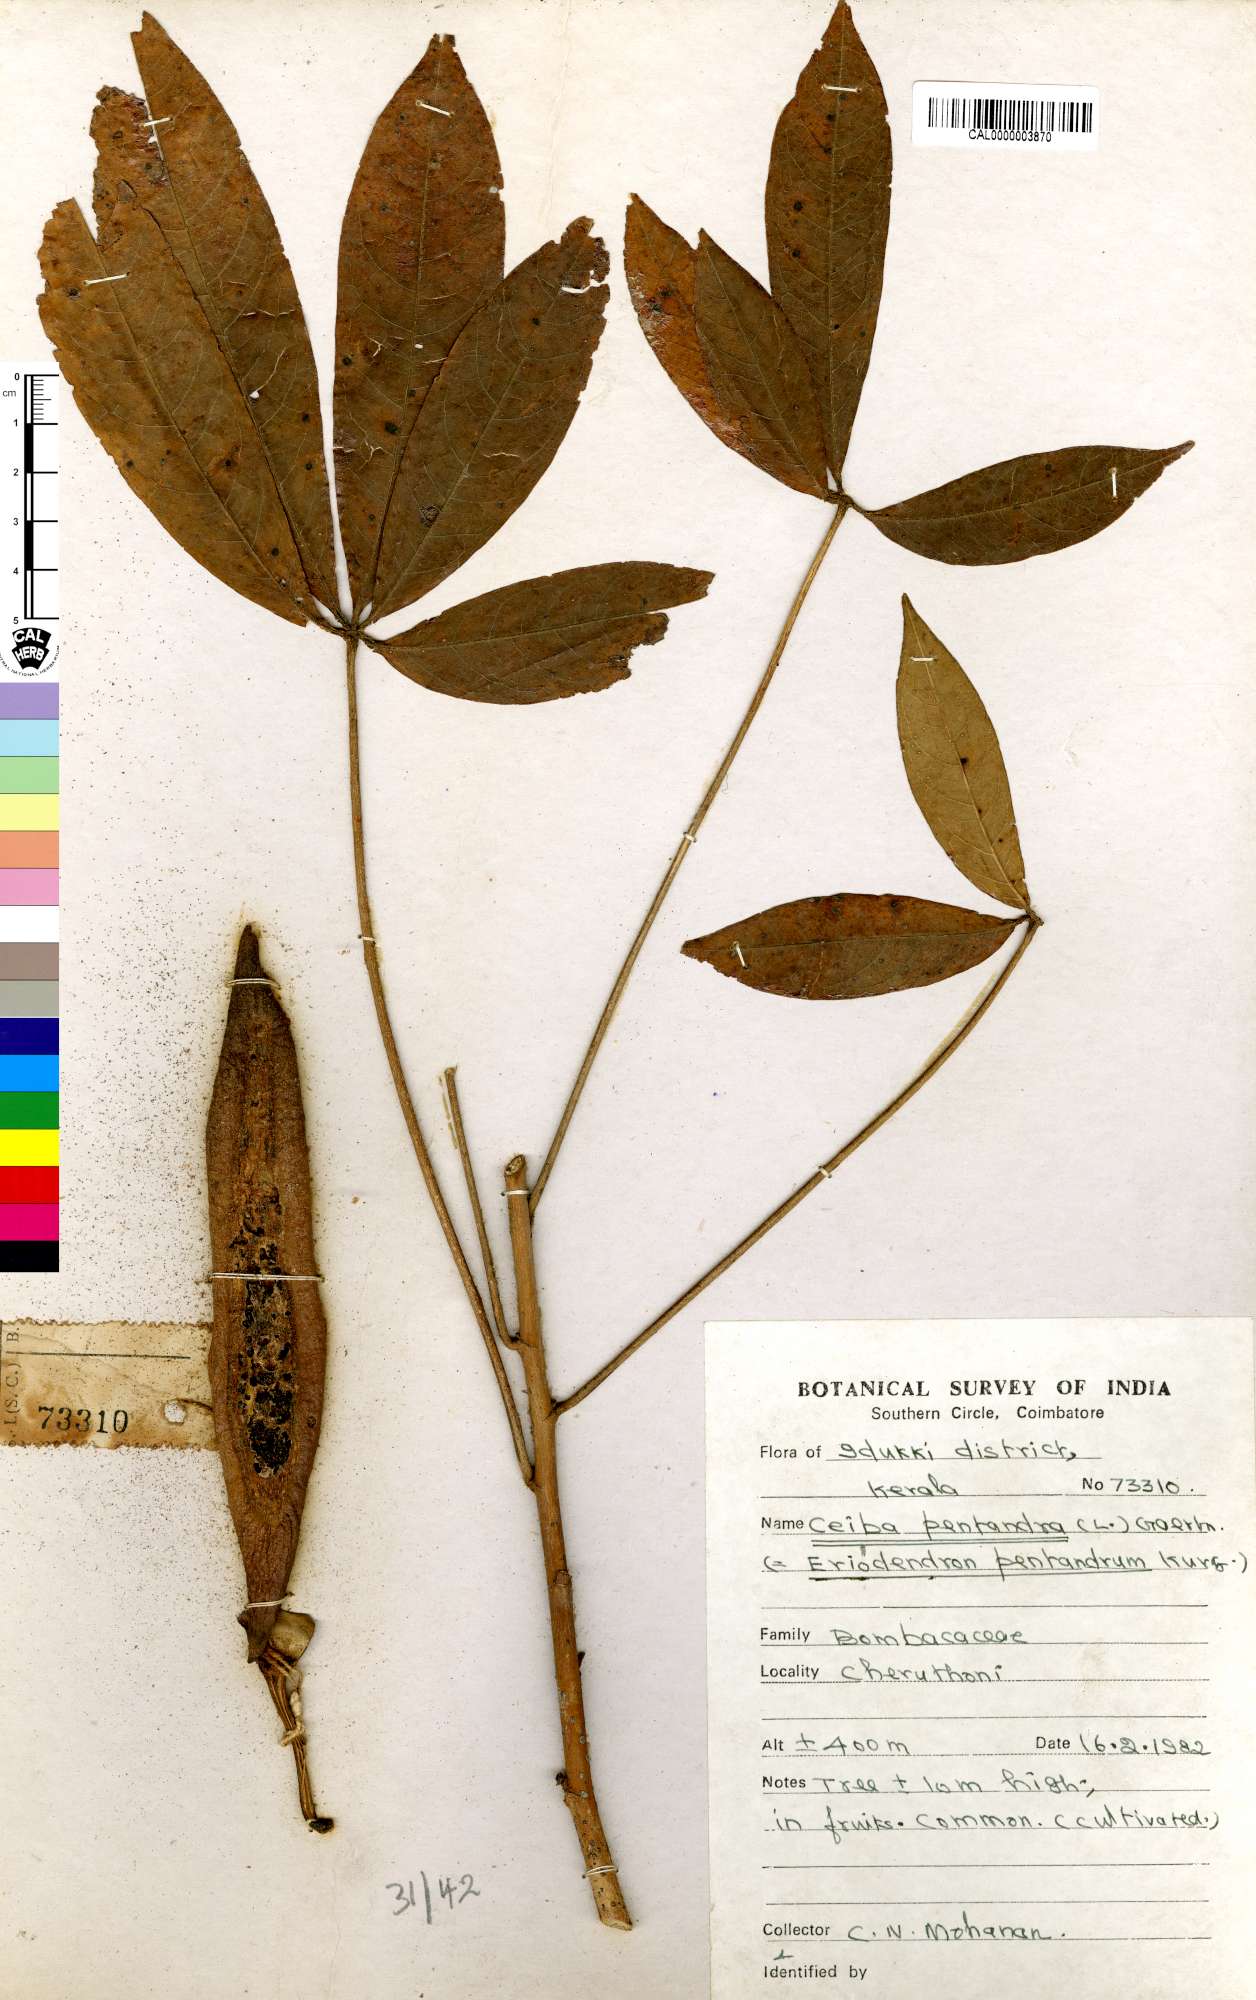 CAL0000003870
0
cm
1
2
3
4
5
CAL
HERB
B.
I.(S. C.)
73310
BOTANICAL SURVEY OF INDIA
Southern Circle, Coimbatore
Flora of Idukki district,
Kerala No 73310.
Name Ceiba pentandra (L.) Gaertn.
(= Eriodendron pentandrum Kurz.)
Family Bombacaceae
Locality Cheruthoni
Alt ± 400 m Date 16.2.1982
Notes Tree ± 10m high;
in fruits. Common. (cultivated.)
Collector C. N. Mohanan.
Identified by
31/42